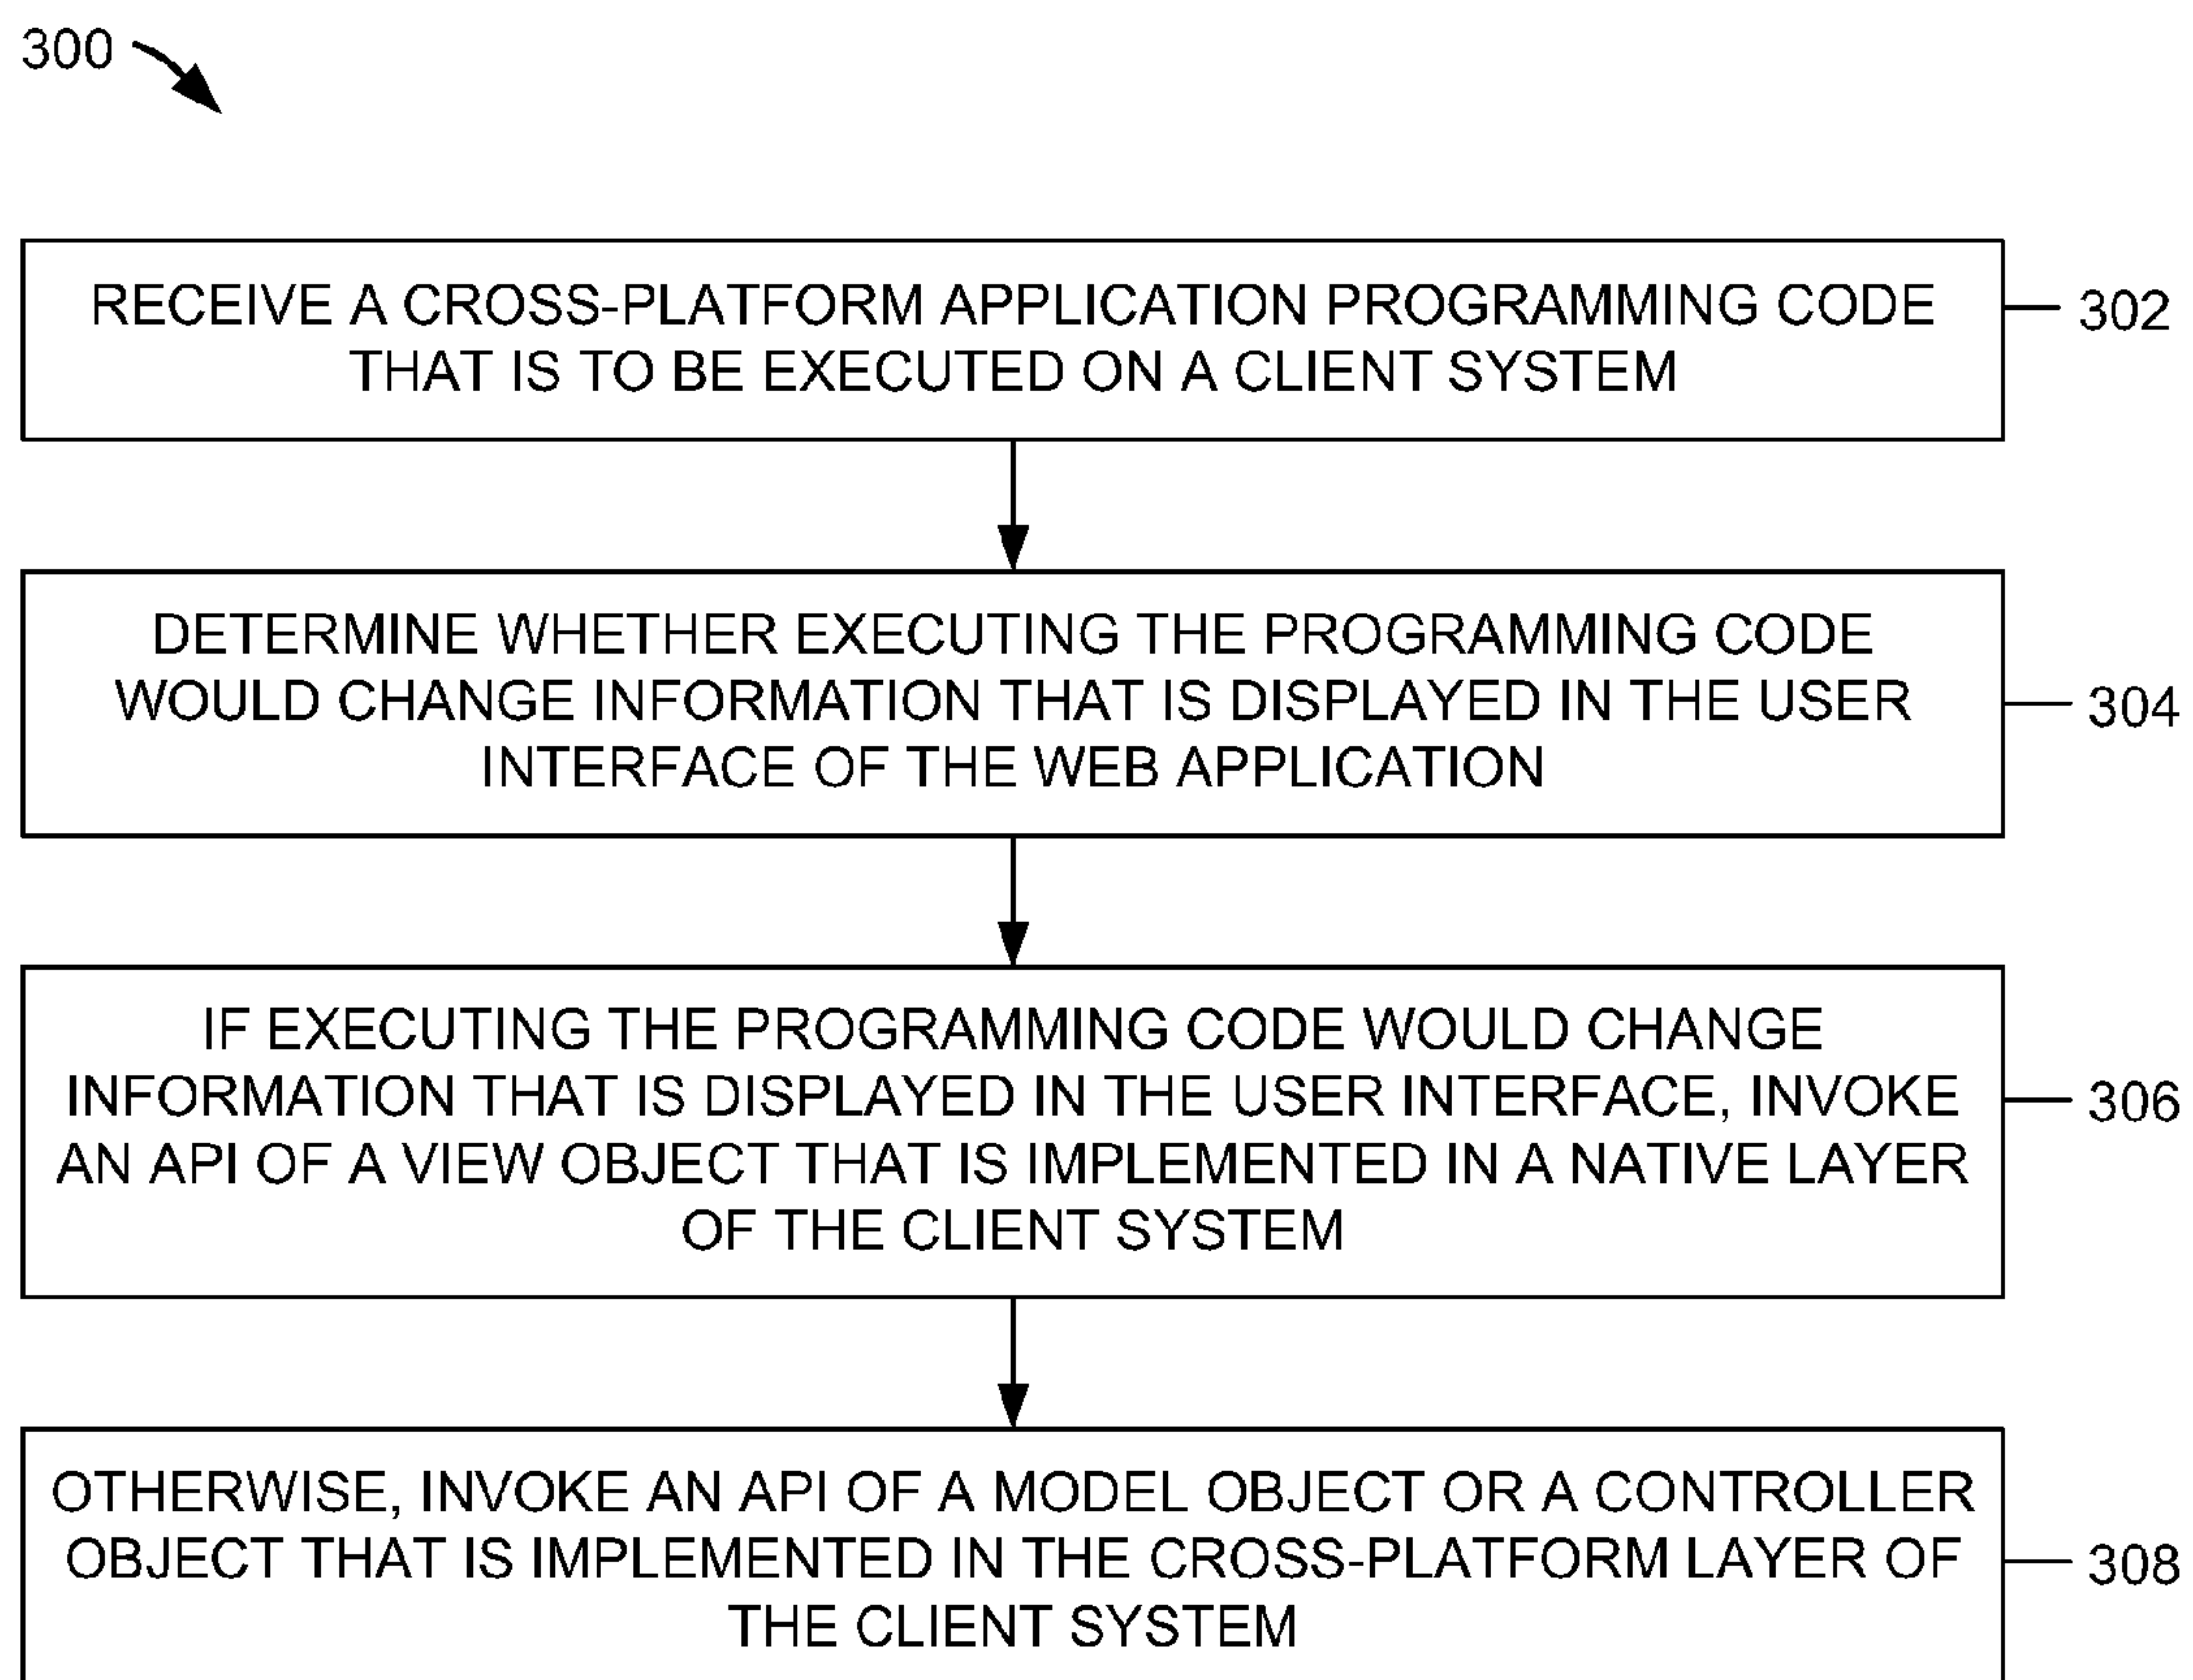 300
RECEIVE A CROSS-PLATFORM APPLICATION PROGRAMMING CODE
THAT IS TO BE EXECUTED ON A CLIENT SYSTEM
302
DETERMINE WHETHER EXECUTING THE PROGRAMMING CODE
WOULD CHANGE INFORMATION THAT IS DISPLAYED IN THE USER
INTERFACE OF THE WEB APPLICATION
304
IF EXECUTING THE PROGRAMMING CODE WOULD CHANGE
INFORMATION THAT IS DISPLAYED IN THE USER INTERFACE, INVOKE
AN API OF A VIEW OBJECT THAT IS IMPLEMENTED IN A NATIVE LAYER
OF THE CLIENT SYSTEM
306
OTHERWISE, INVOKE AN API OF A MODEL OBJECT OR A CONTROLLER
OBJECT THAT IS IMPLEMENTED IN THE CROSS-PLATFORM LAYER OF
THE CLIENT SYSTEM
308